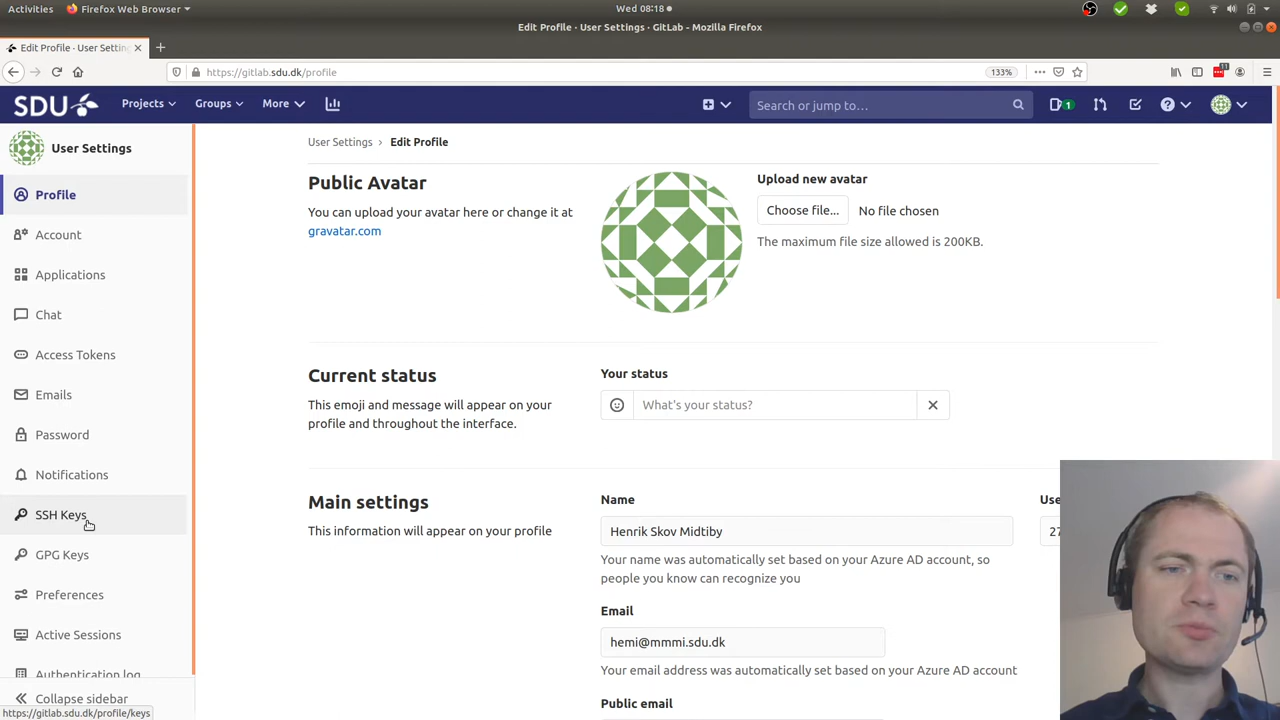 Activities Firefox Web Browser Wed 08:18
Edit Profile · User Settings · GitLab - Mozilla Firefox
Edit Profile · User Settin
https://gitlab.sdu.dk/profile 133% 11
SDU Projects Groups More Search or jump to… 1
User Settings
Profile
Account
Applications
Chat
Access Tokens
Emails
Password
Notifications
SSH Keys
GPG Keys
Preferences
Active Sessions
Authentication log
Collapse sidebar
https://gitlab.sdu.dk/profile/keys
User Settings > Edit Profile
Public Avatar
You can upload your avatar here or change it at
gravatar.com
Upload new avatar
Choose file... No file chosen
The maximum file size allowed is 200KB.
Current status
This emoji and message will appear on your
profile and throughout the interface.
Your status
What's your status?
Main settings
This information will appear on your profile
Name Use
Henrik Skov Midtiby 27
Your name was automatically set based on your Azure AD account, so
people you know can recognize you
Email
hemi@mmmi.sdu.dk
Your email address was automatically set based on your Azure AD account
Public email